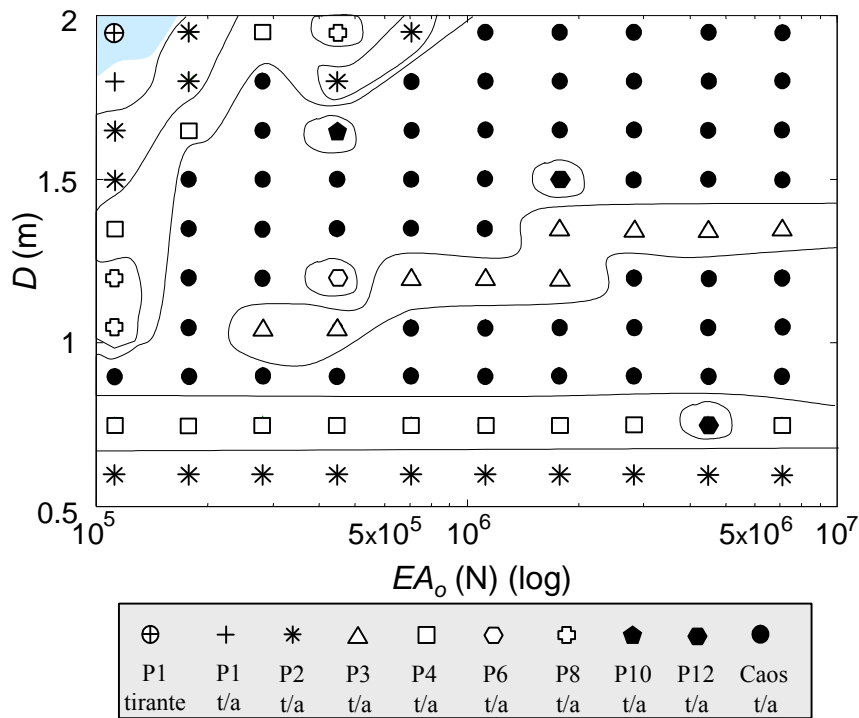 2
1.5
1
0.5
D (m)
10^5
5x10^5
10^6
5x10^6
10^7
EA_o (N) (log)
P1 P1 P2 P3 P4 P6 P8 P10 P12 Caos
tirante t/a t/a t/a t/a t/a t/a t/a t/a t/a